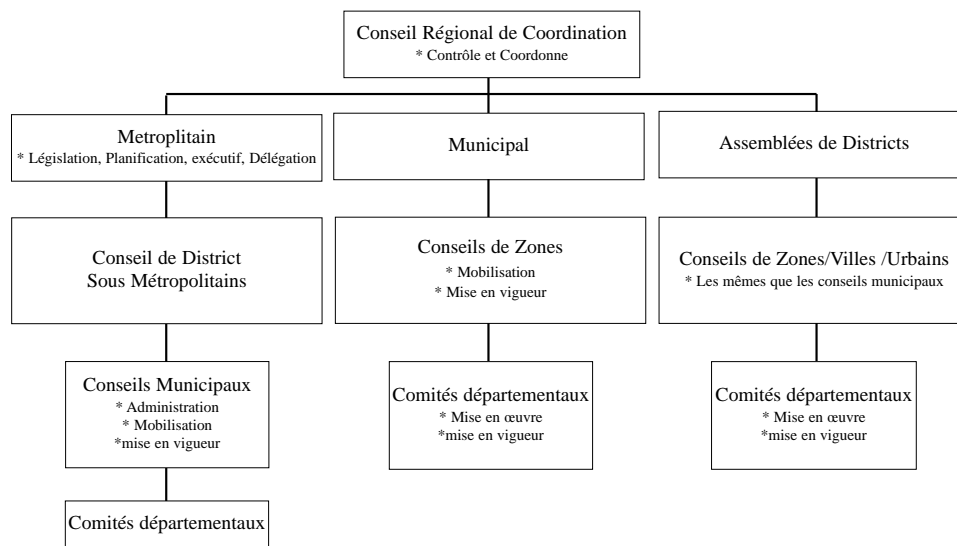 Conseil Régional de Coordination
* Contrôle et Coordonne
Metroplitain
* Législation, Planification, exécutif, Délégation
Municipal
Assemblées de Districts
Conseil de District
Sous Métropolitains
Conseils de Zones
* Mobilisation
* Mise en vigueur
Conseils de Zones/Villes /Urbains
* Les mêmes que les conseils municipaux
Conseils Municipaux
* Administration
* Mobilisation
*mise en vigueur
Comités départementaux
* Mise en œuvre
*mise en vigueur
Comités départementaux
* Mise en œuvre
*mise en vigueur
Comités départementaux